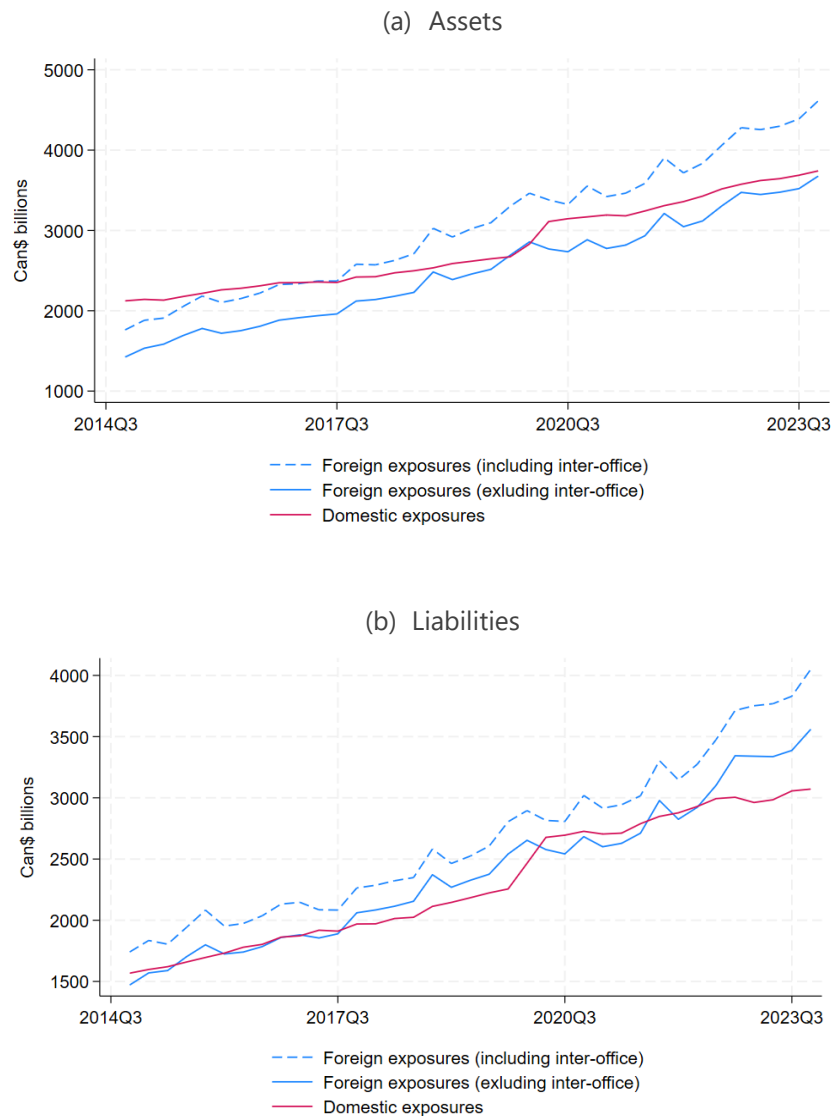 (a) Assets
5000
4000
3000
2000
1000
Can$ billions
2014Q3 2017Q3 2020Q3 2023Q3
Foreign exposures (including inter-office)
Foreign exposures (exluding inter-office)
Domestic exposures
(b) Liabilities
4000
3500
3000
2500
2000
1500
Can$ billions
2014Q3 2017Q3 2020Q3 2023Q3
Foreign exposures (including inter-office)
Foreign exposures (exluding inter-office)
Domestic exposures